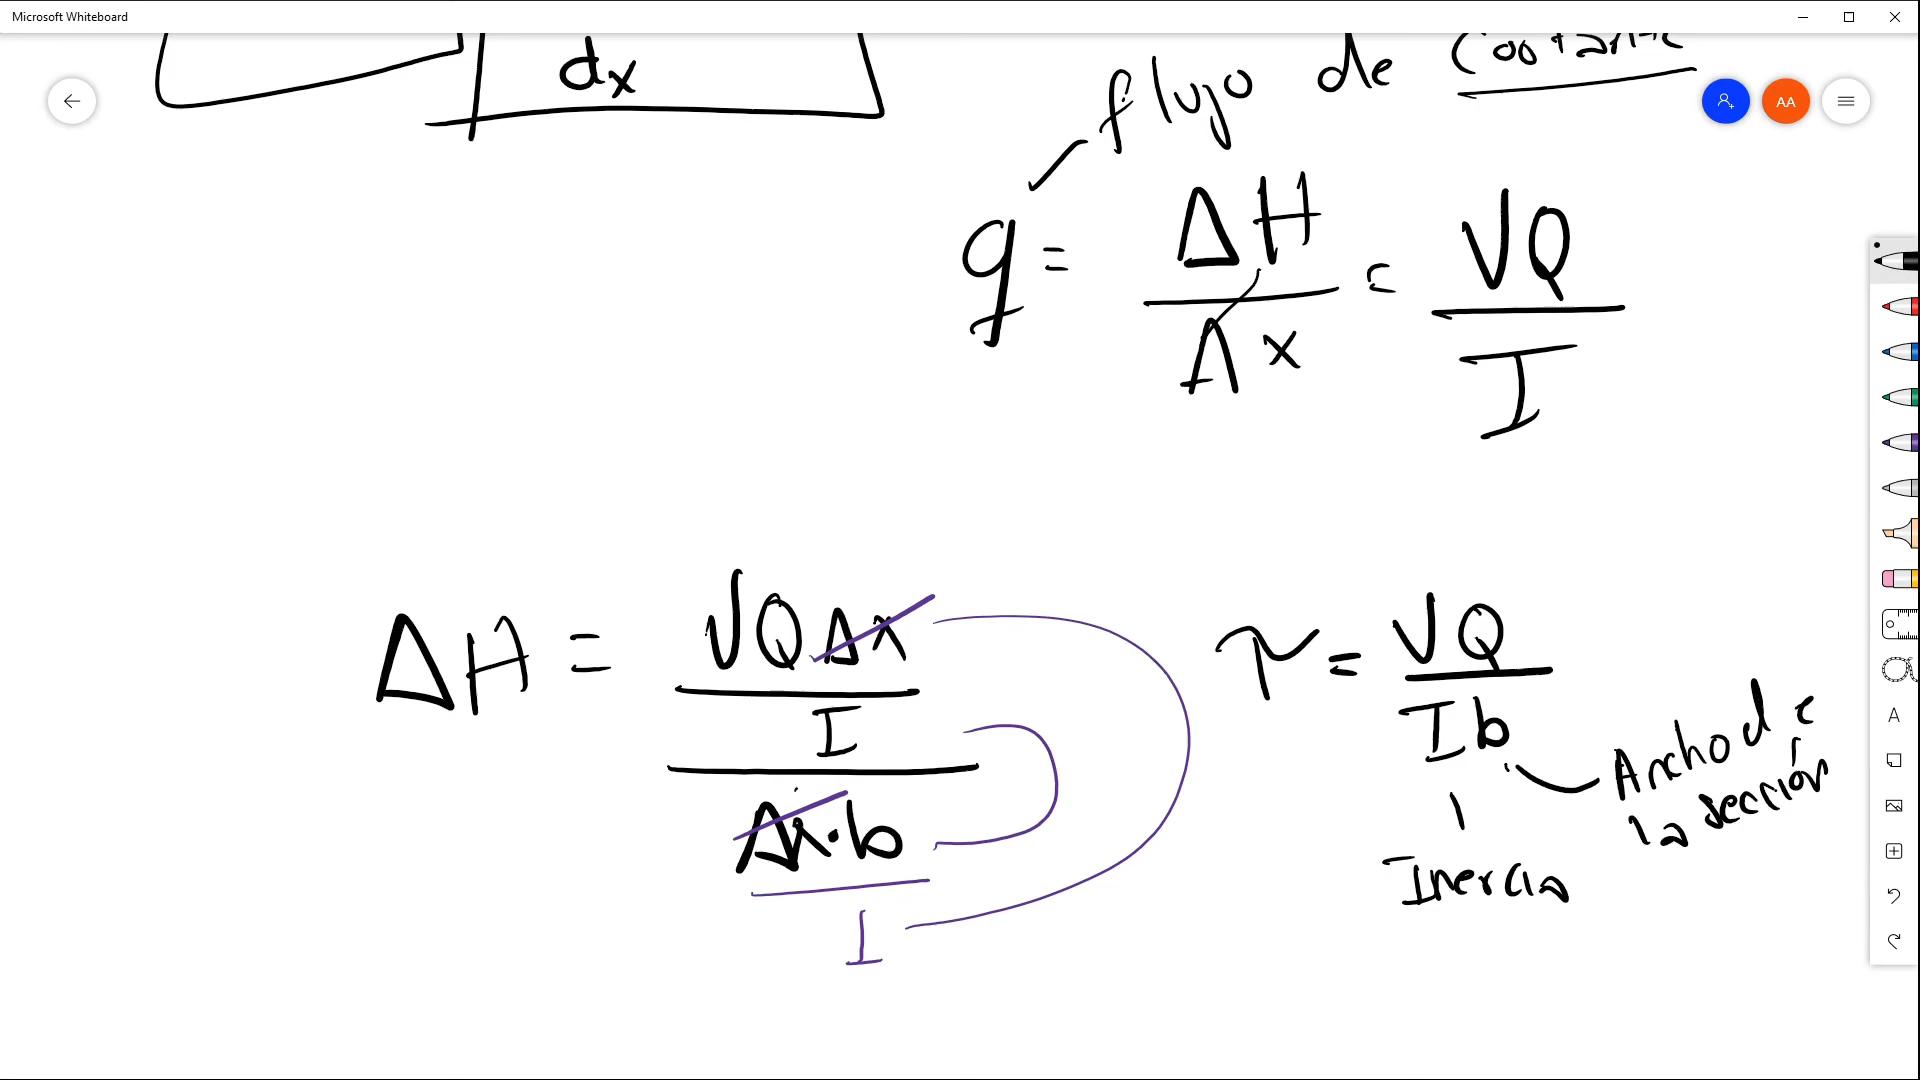 Microsoft Whiteboard
dx
flujo de
AA
q = ΔH / Δx = VQ / I
ΔH = VQΔx / I
Δx·b
I
τ = VQ / Ib
Ancho de
la sección
Inercia
A